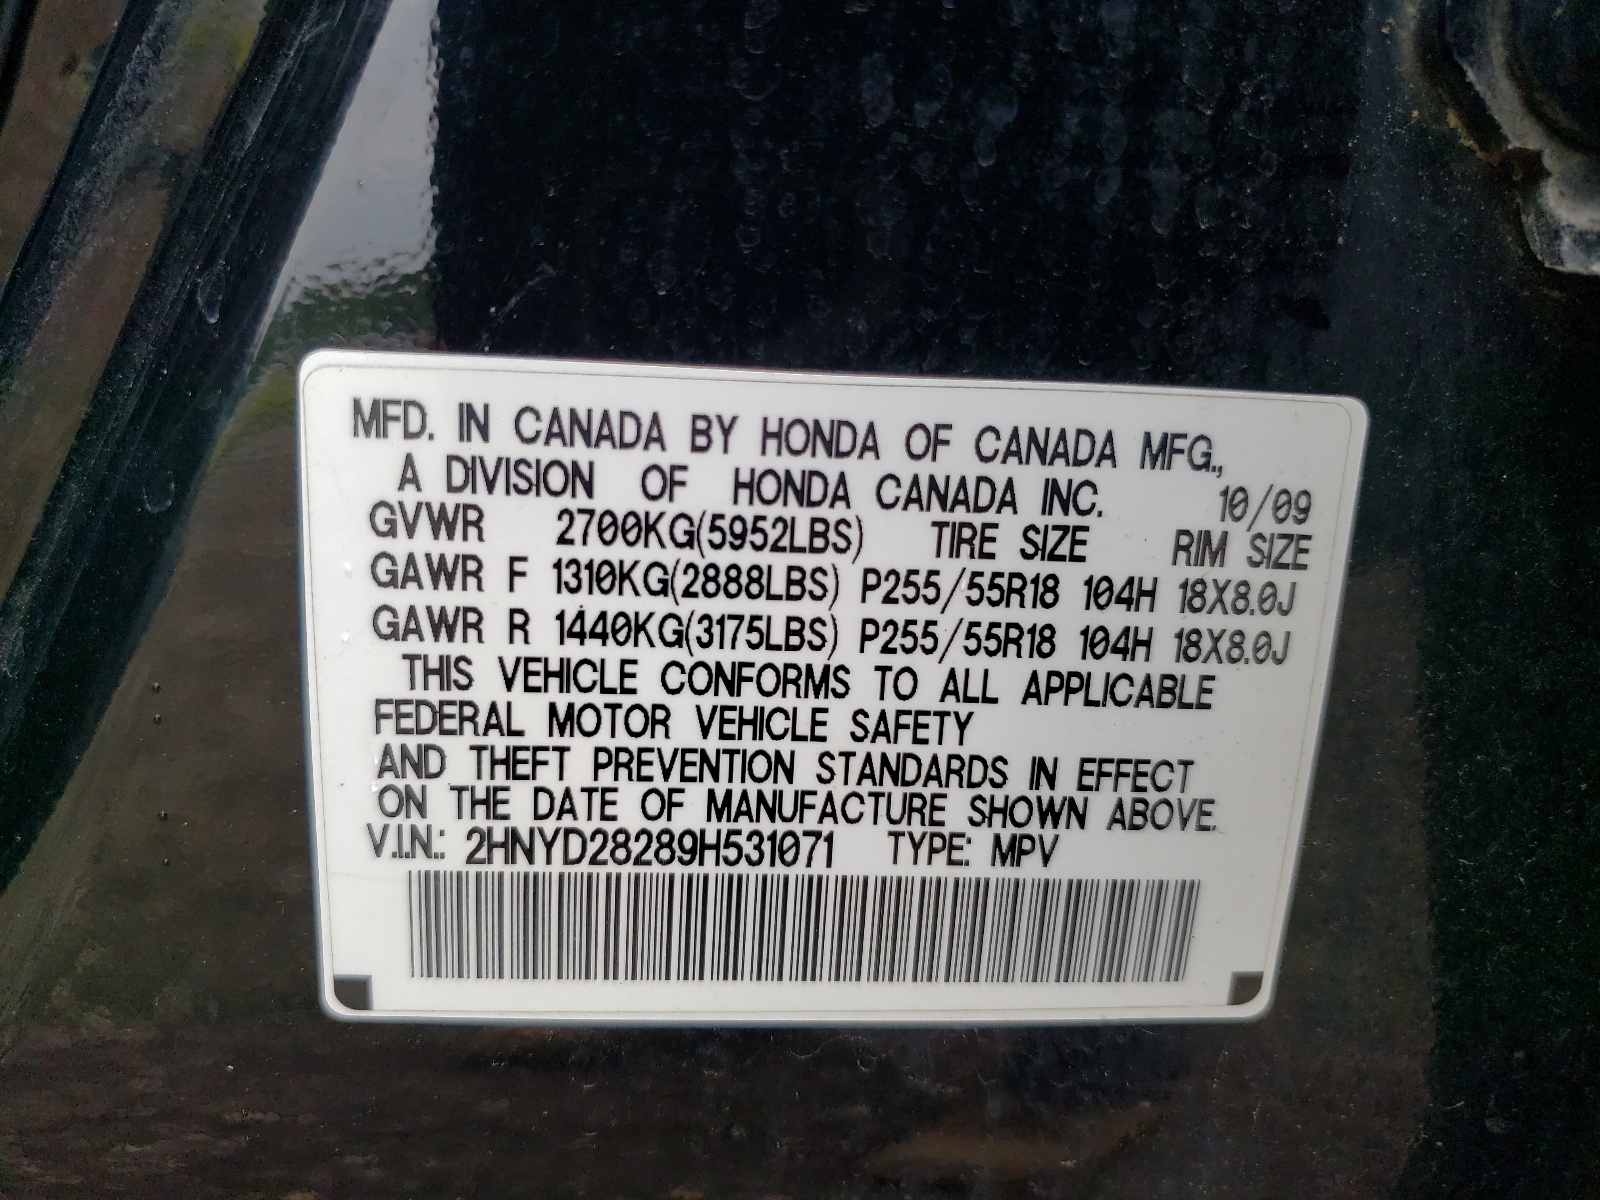 MFD. IN CANADA BY HONDA OF CANADA MFG.,
A DIVISION OF HONDA CANADA INC. 10/09
GVWR 2700KG(5952LBS) TIRE SIZE RIM SIZE
GAWR F 1310KG(2888LBS) P255/55R18 104H 18X8.0J
GAWR R 1440KG(3175LBS) P255/55R18 104H 18X8.0J
THIS VEHICLE CONFORMS TO ALL APPLICABLE
FEDERAL MOTOR VEHICLE SAFETY
AND THEFT PREVENTION STANDARDS IN EFFECT
ON THE DATE OF MANUFACTURE SHOWN ABOVE.
V.I.N.: 2HNYD28289H531071 TYPE: MPV